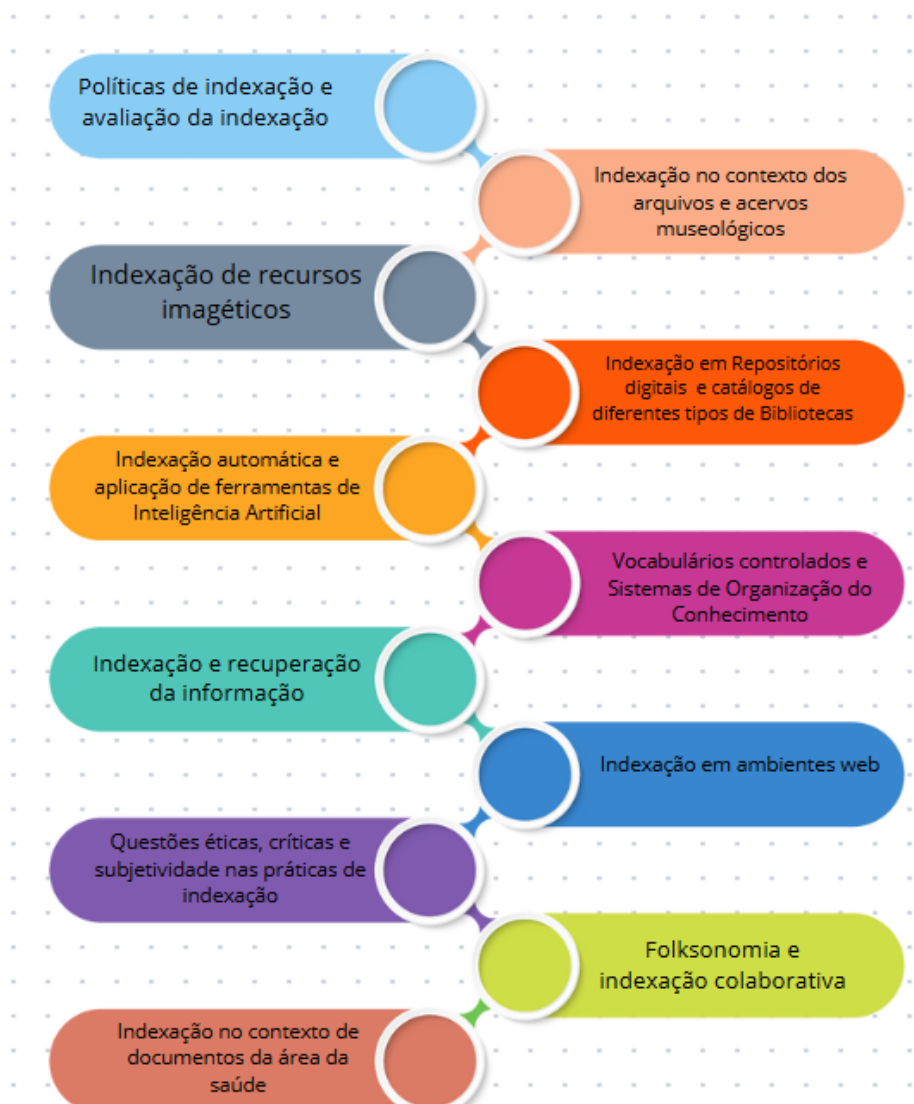 Políticas de indexação e
avaliação da indexação
Indexação no contexto dos
arquivos e acervos
museológicos
Indexação de recursos
imagéticos
Indexação em Repositórios
digitais e catálogos de
diferentes tipos de Bibliotecas
Indexação automática e
aplicação de ferramentas de
Inteligência Artificial
Vocabulários controlados e
Sistemas de Organização do
Conhecimento
Indexação e recuperação
da informação
Indexação em ambientes web
Questões éticas, críticas e
subjetividade nas práticas de
indexação
Folksonomia e
indexação colaborativa
Indexação no contexto de
documentos da área da
saúde